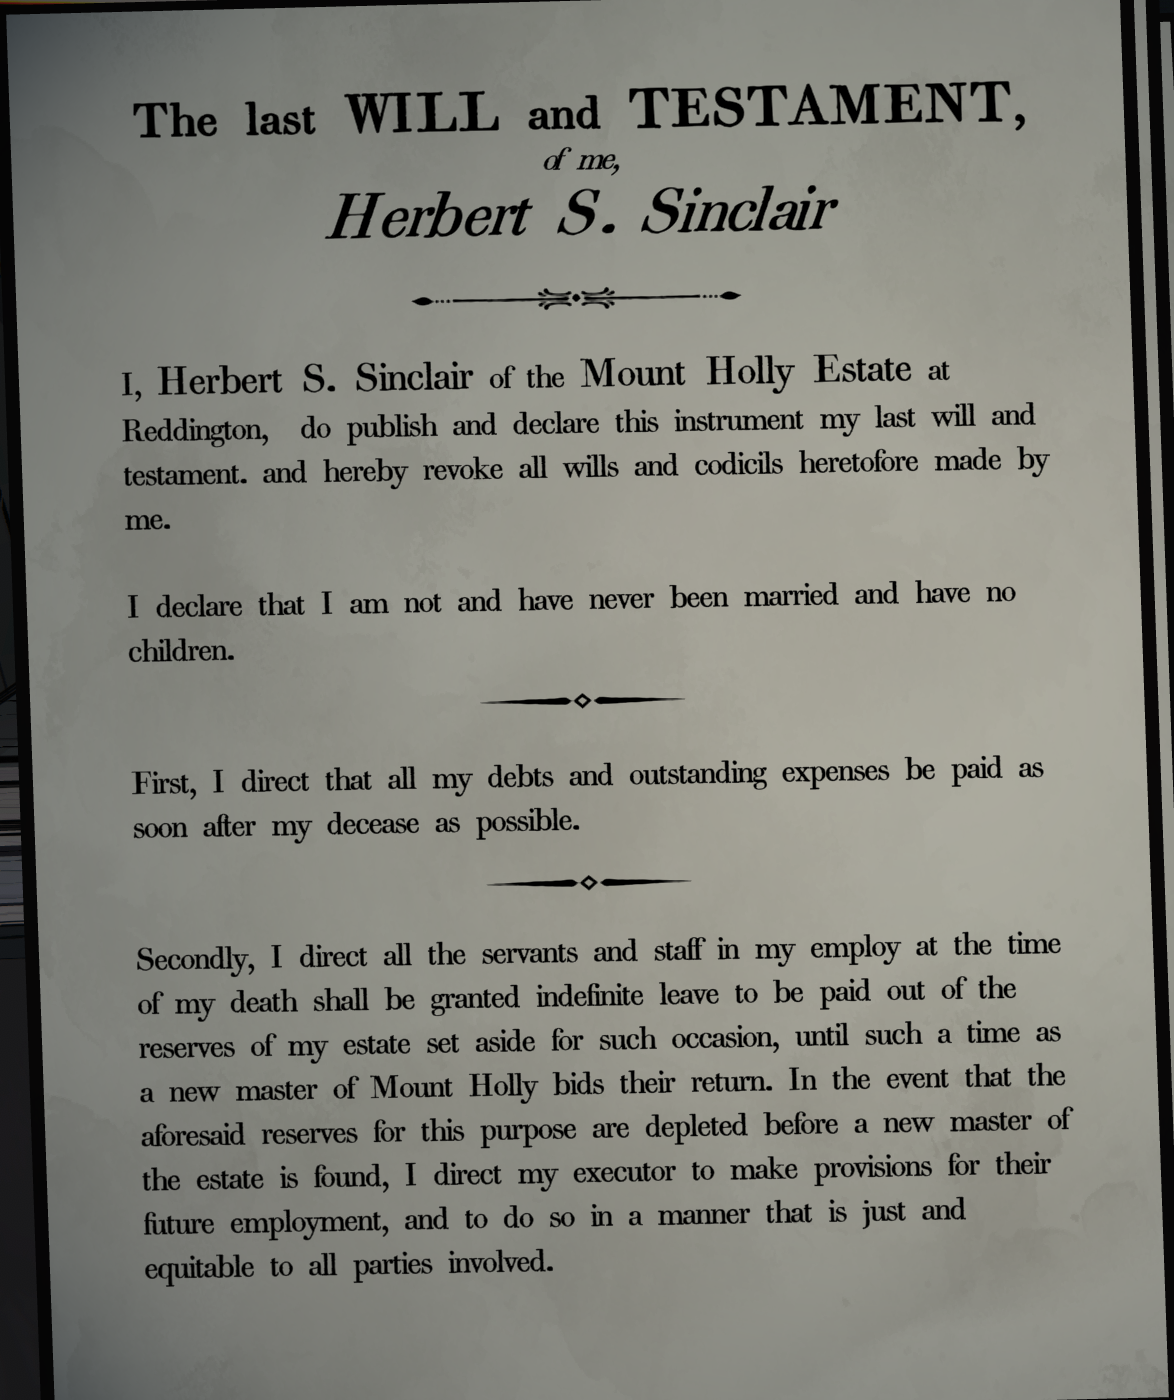 The last WILL and TESTAMENT,
of me,
Herbert S. Sinclair
I, Herbert S. Sinclair of the Mount Holly Estate at
Reddington, do publish and declare this instrument my last will and
testament. and hereby revoke all wills and codicils heretofore made by
me.
I declare that I am not and have never been married and have no
children.
First, I direct that all my debts and outstanding expenses be paid as
soon after my decease as possible.
Secondly, I direct all the servants and staff in my employ at the time
of my death shall be granted indefinite leave to be paid out of the
reserves of my estate set aside for such occasion, until such a time as
a new master of Mount Holly bids their return. In the event that the
aforesaid reserves for this purpose are depleted before a new master of
the estate is found, I direct my executor to make provisions for their
future employment, and to do so in a manner that is just and
equitable to all parties involved.